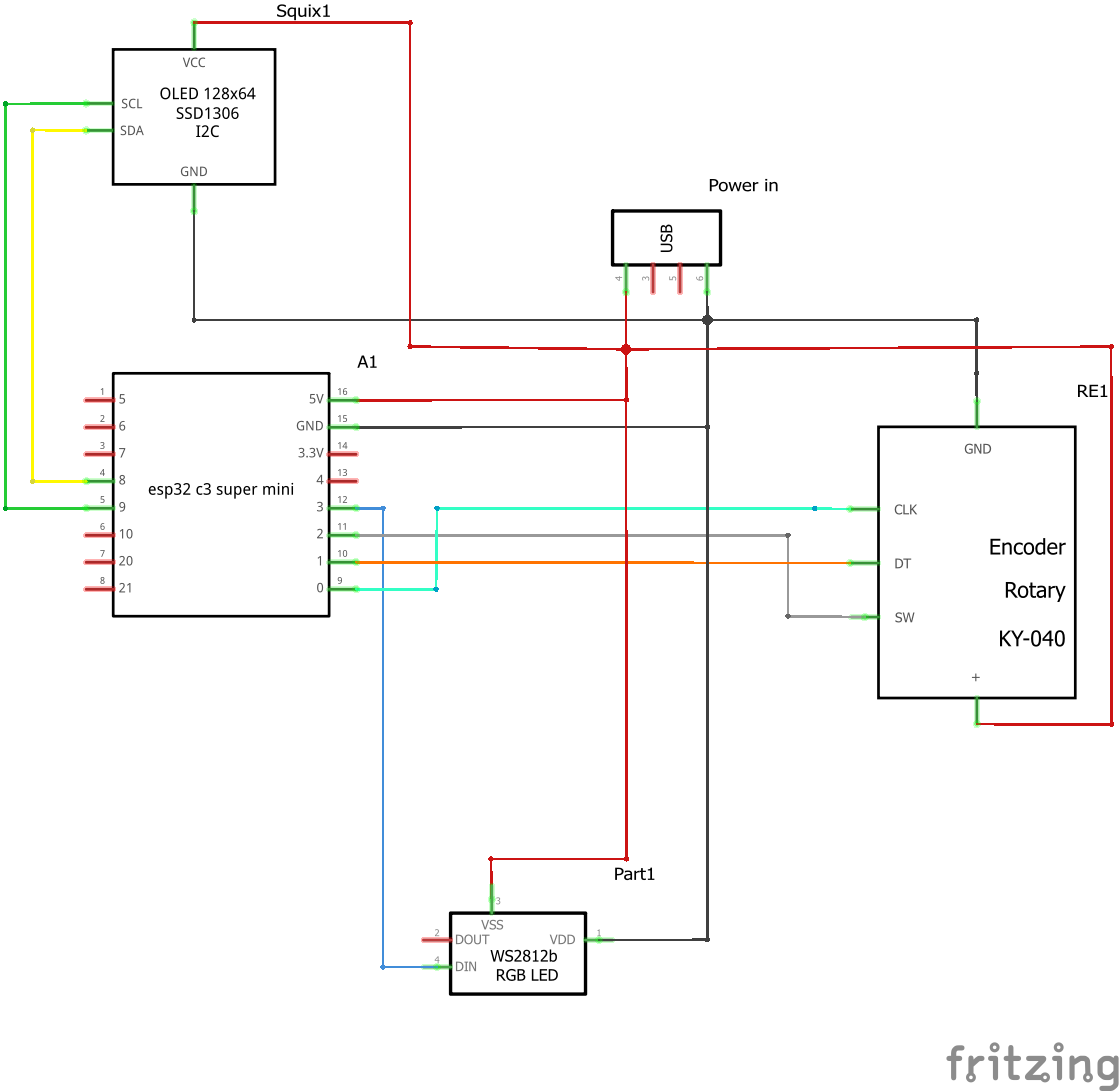 Squix1
VCC
OLED 128x64
SSD1306
I2C
SCL
SDA
GND
Power in
USB
4
3
5
6
A1
esp32 c3 super mini
1 5
2 6
3 7
4 8
5 9
6 10
7 20
8 21
5V 16
GND 15
3.3V 14
4 13
3 12
2 11
1 10
0 9
RE1
GND
CLK
DT
SW
+
Encoder
Rotary
KY-040
Part1
3
VSS
2 DOUT
VDD 1
4 DIN
WS2812b
RGB LED
fritzing